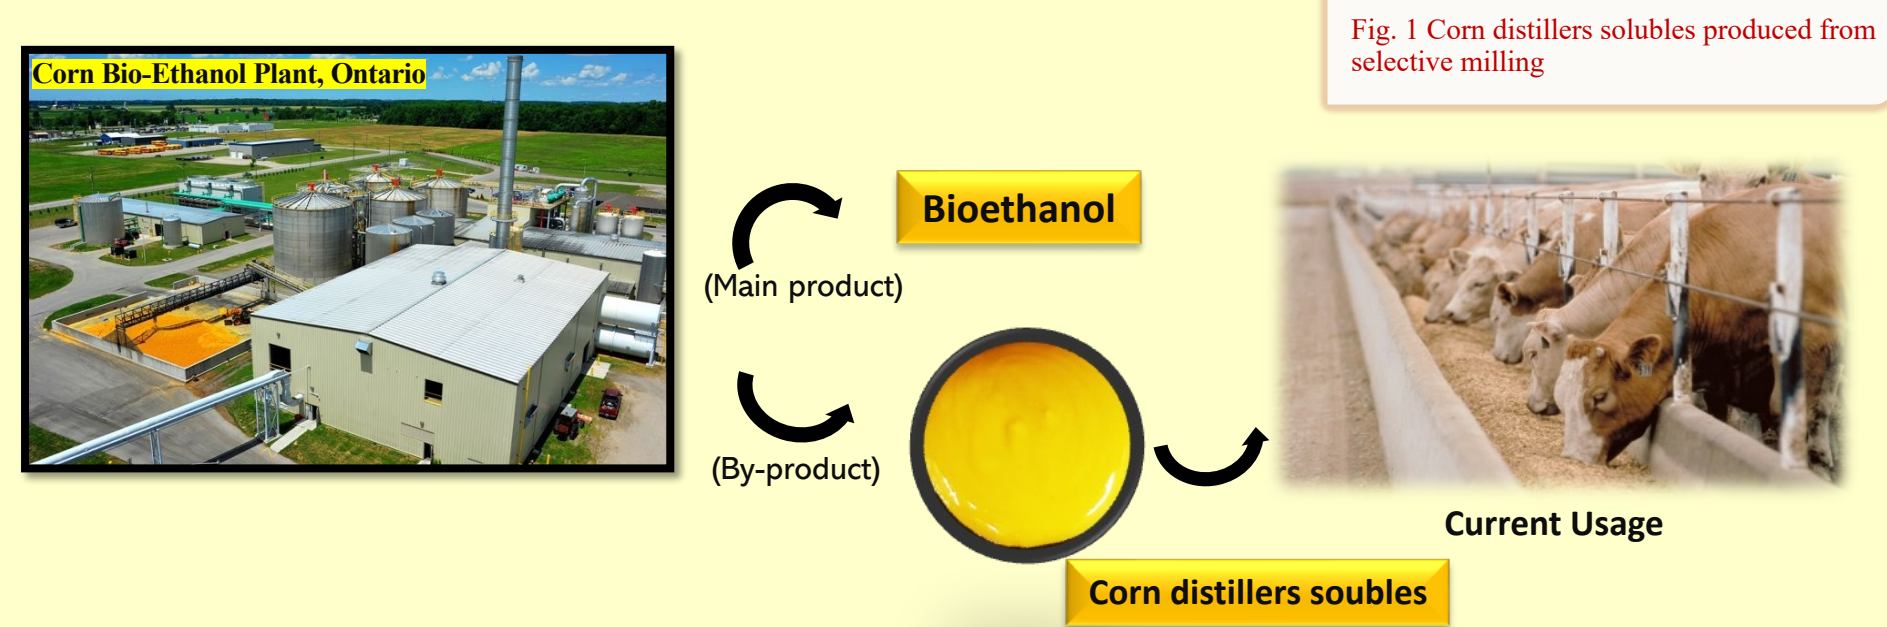 Fig. 1 Corn distillers solubles produced from
selective milling
Corn Bio-Ethanol Plant, Ontario
Bioethanol
(Main product)
(By-product)
Current Usage
Corn distillers soubles